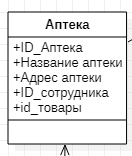 Аптека
+ID_Аптека
+Название аптеки
+Адрес аптеки
+ID_сотрудника
+id_товары